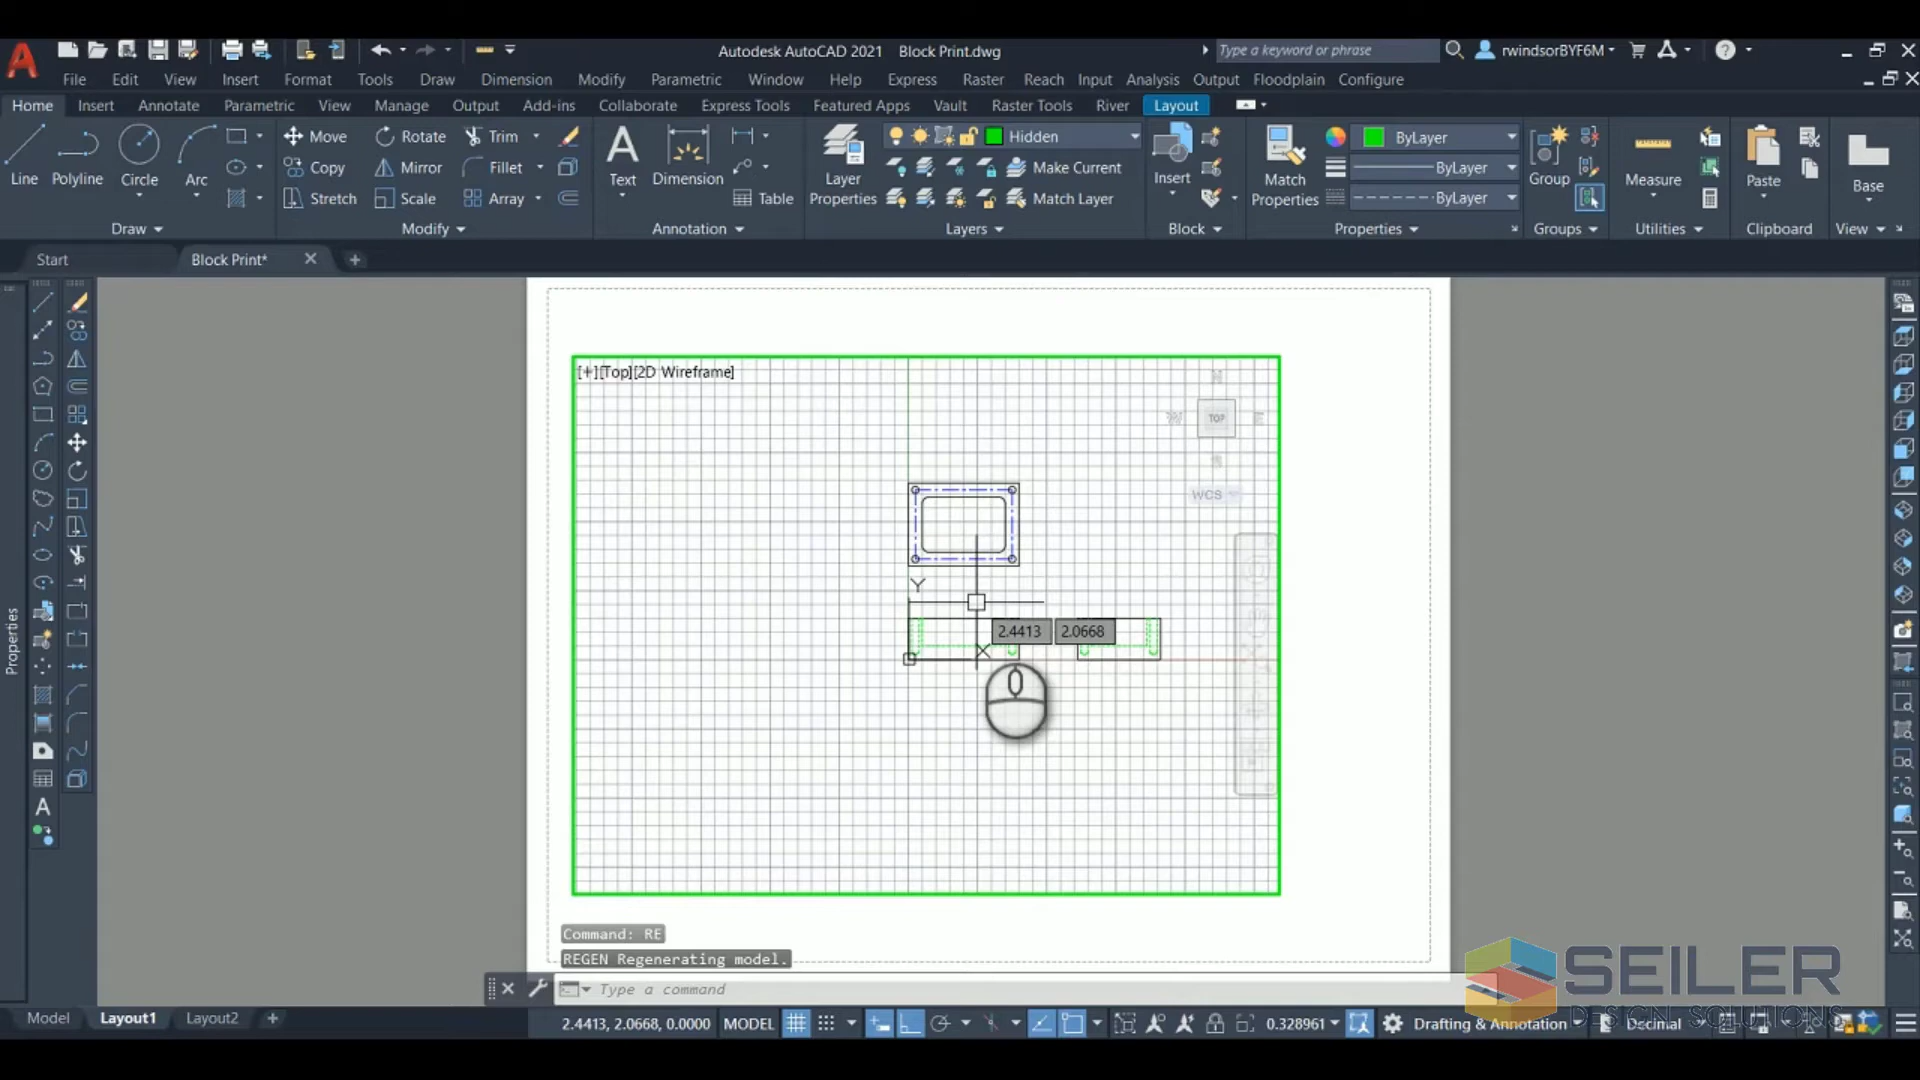 Autodesk AutoCAD 2021 Block Print.dwg
Type a keyword or phrase
rwindsorBYF6M
File Edit View Insert Format Tools Draw Dimension Modify Parametric Window Help Express Raster Reach Input Analysis Output Floodplain Configure
Home Insert Annotate Parametric View Manage Output Add-ins Collaborate Express Tools Featured Apps Vault Raster Tools River Layout
Line Polyline Circle Arc
Move Rotate Trim
Copy Mirror Fillet
Stretch Scale Array
Text Dimension
Table
Layer Properties
Hidden
Make Current
Match Layer
Insert
Match Properties
ByLayer
ByLayer
ByLayer
Group
Measure
Paste
Base
Draw Modify Annotation Layers Block Properties Groups Utilities Clipboard View
Start Block Print*
[+][Top][2D Wireframe]
W TOP E
WCS
Y
2.4413 2.0668
X
Properties
Command: RE
REGEN Regenerating model.
Type a command
SEILER
DESIGN SOLUTIONS
Model Layout1 Layout2
2.4413, 2.0668, 0.0000 MODEL 0.328961 Drafting & Annotation Decimal